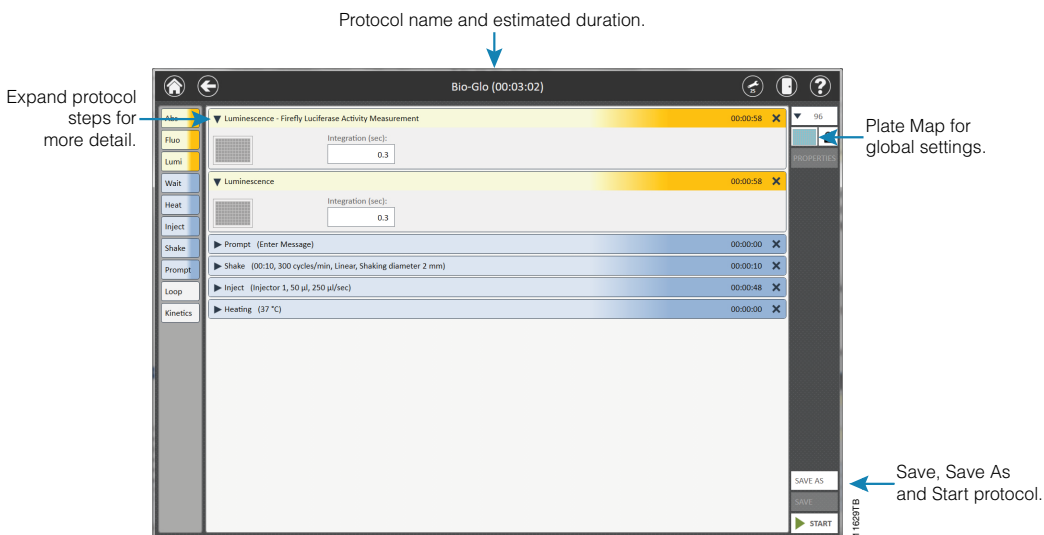 Protocol name and estimated duration.
Expand protocol
steps for
more detail.
Bio-Glo (00:03:02)
25
?
Abs
Fluo
Lumi
Wait
Heat
Inject
Shake
Prompt
Loop
Kinetics
Luminescence - Firefly Luciferase Activity Measurement 00:00:58
Integration (sec):
0.3
Luminescence 00:00:58
Integration (sec):
0.3
Prompt (Enter Message) 00:00:00
Shake (00:10, 300 cycles/min, Linear, Shaking diameter 2 mm) 00:00:10
Inject (Injector 1, 50 µl, 250 µl/sec) 00:00:48
Heating (37 °C) 00:00:00
96
PROPERTIES
Plate Map for
global settings.
SAVE AS
SAVE
START
Save, Save As
and Start protocol.
11629TB